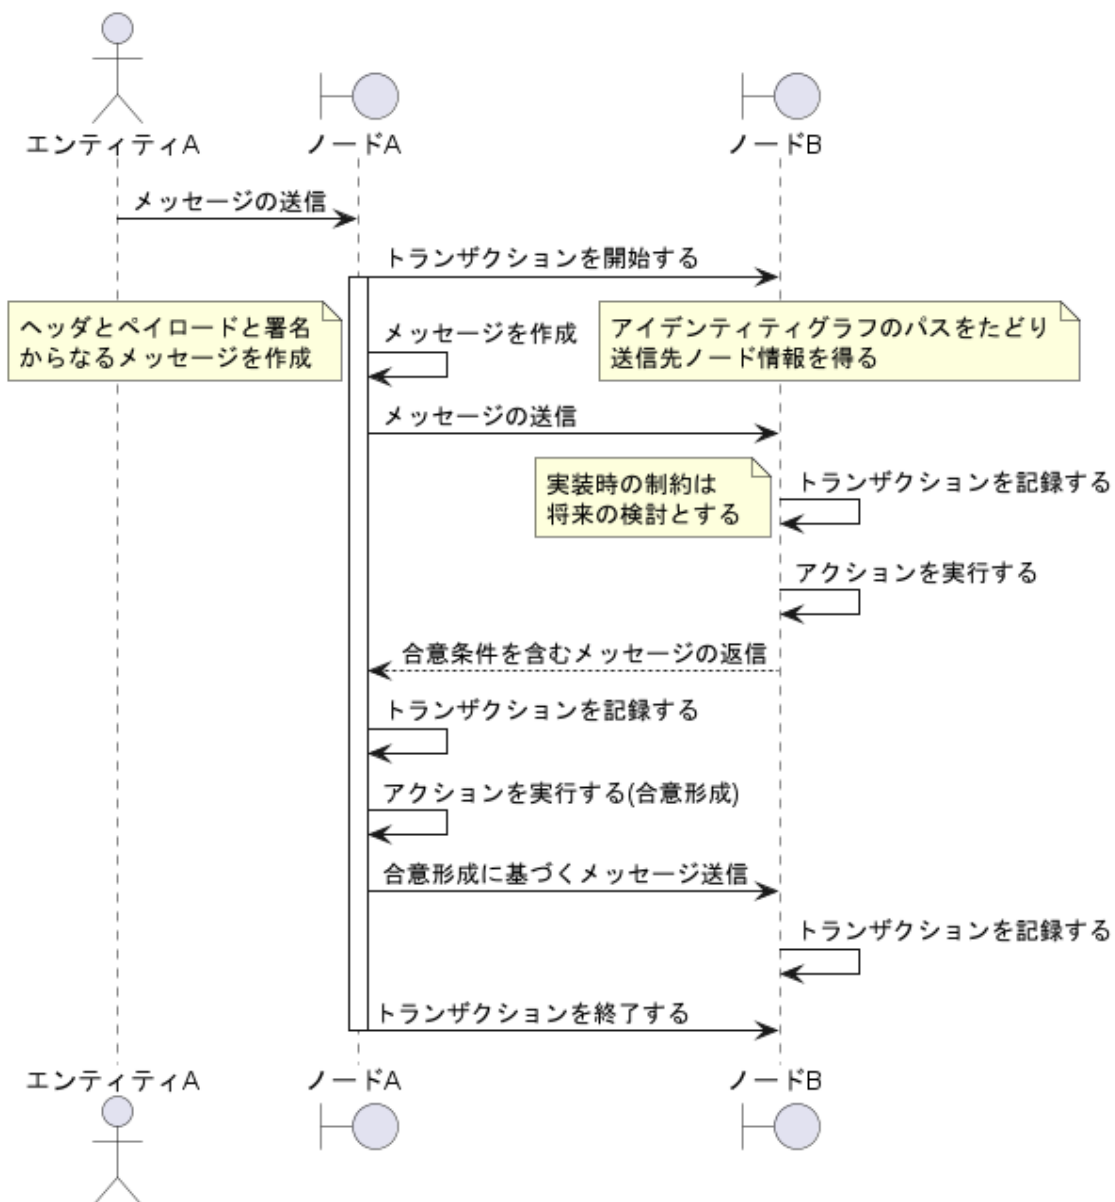 エンティティA
ノードA
ノードB
メッセージの送信
トランザクションを開始する
ヘッダとペイロードと署名
からなるメッセージを作成
メッセージを作成
アイデンティティグラフのパスをたどり
送信先ノード情報を得る
メッセージの送信
実装時の制約は
将来の検討とする
トランザクションを記録する
アクションを実行する
合意条件を含むメッセージの返信
トランザクションを記録する
アクションを実行する(合意形成)
合意形成に基づくメッセージ送信
トランザクションを記録する
トランザクションを終了する
エンティティA
ノードA
ノードB